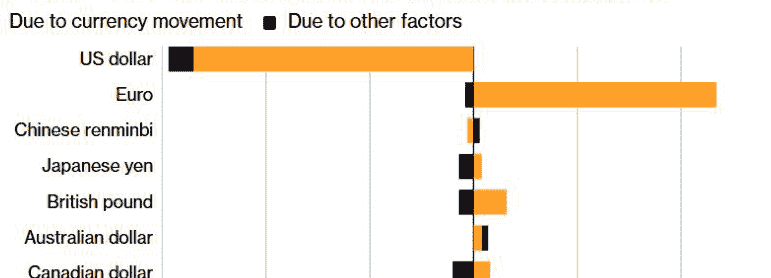 Due to currency movement Due to other factors
US dollar
Euro
Chinese renminbi
Japanese yen
British pound
Australian dollar
Canadian dollar